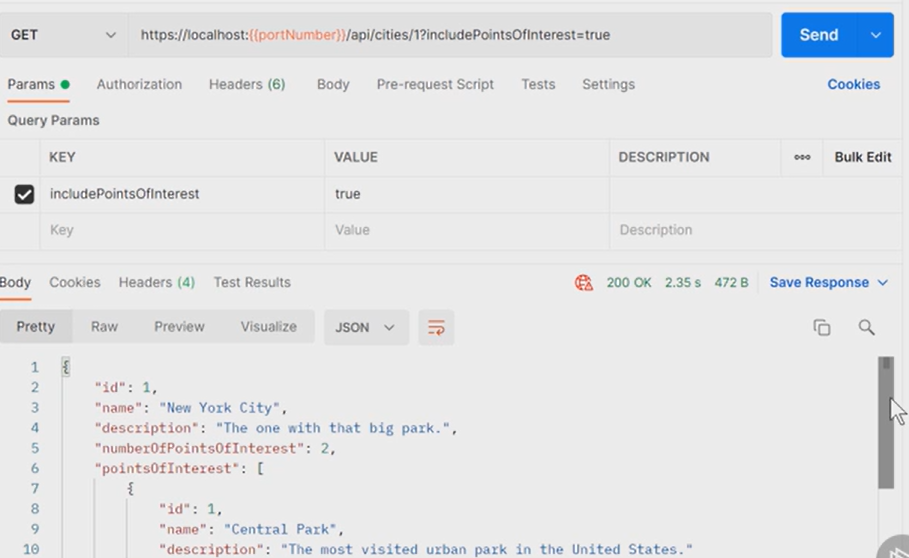 GET https://localhost:{{portNumber}}/api/cities/1?includePointsOfInterest=true Send
Params Authorization Headers (6) Body Pre-request Script Tests Settings Cookies
Query Params
KEY VALUE DESCRIPTION ooo Bulk Edit
includePointsOfInterest true
Key Value Description
Body Cookies Headers (4) Test Results 200 OK 2.35 s 472 B Save Response
Pretty Raw Preview Visualize JSON
1 {
2 "id": 1,
3 "name": "New York City",
4 "description": "The one with that big park.",
5 "numberOfPointsOfInterest": 2,
6 "pointsOfInterest": [
7 {
8 "id": 1,
9 "name": "Central Park",
10 "description": "The most visited urban park in the United States."